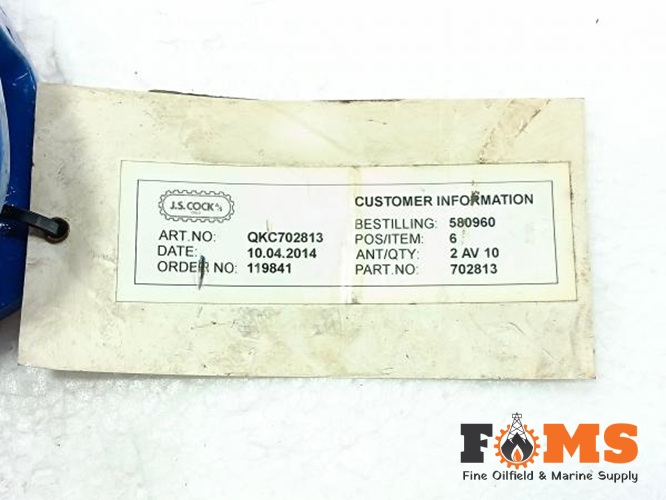 J.S. COCK A/S
ART.NO: QKC702813
DATE: 10.04.2014
ORDER NO: 119841
CUSTOMER INFORMATION
BESTILLING: 580960
POS/ITEM: 6
ANT/QTY: 2 AV 10
PART.NO: 702813
FOMS
Fine Oilfield & Marine Supply